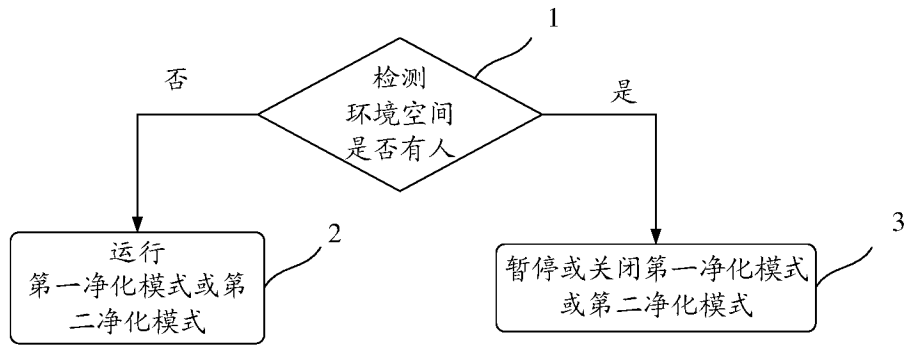 1
检测
环境空间
是否有人
否
是
运行
第一净化模式或第
二净化模式
2
暂停或关闭第一净化模式
或第二净化模式
3